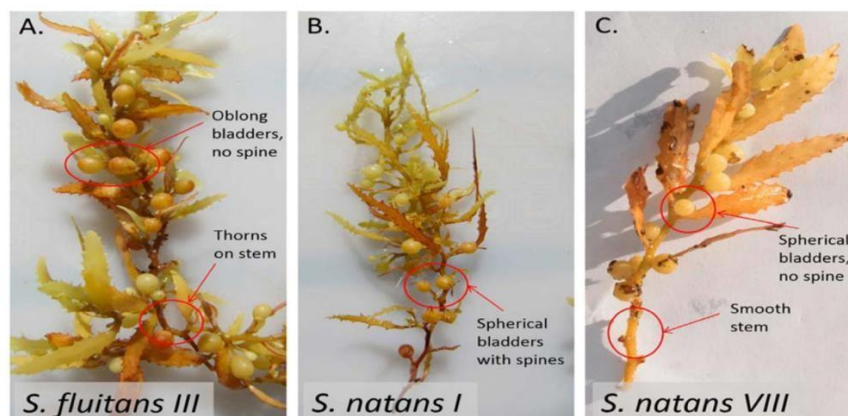 A.
Oblong
bladders,
no spine
Thorns
on stem
S. fluitans III
B.
Spherical
bladders
with spines
S. natans I
C.
Spherical
bladders,
no spine
Smooth
stem
S. natans VIII